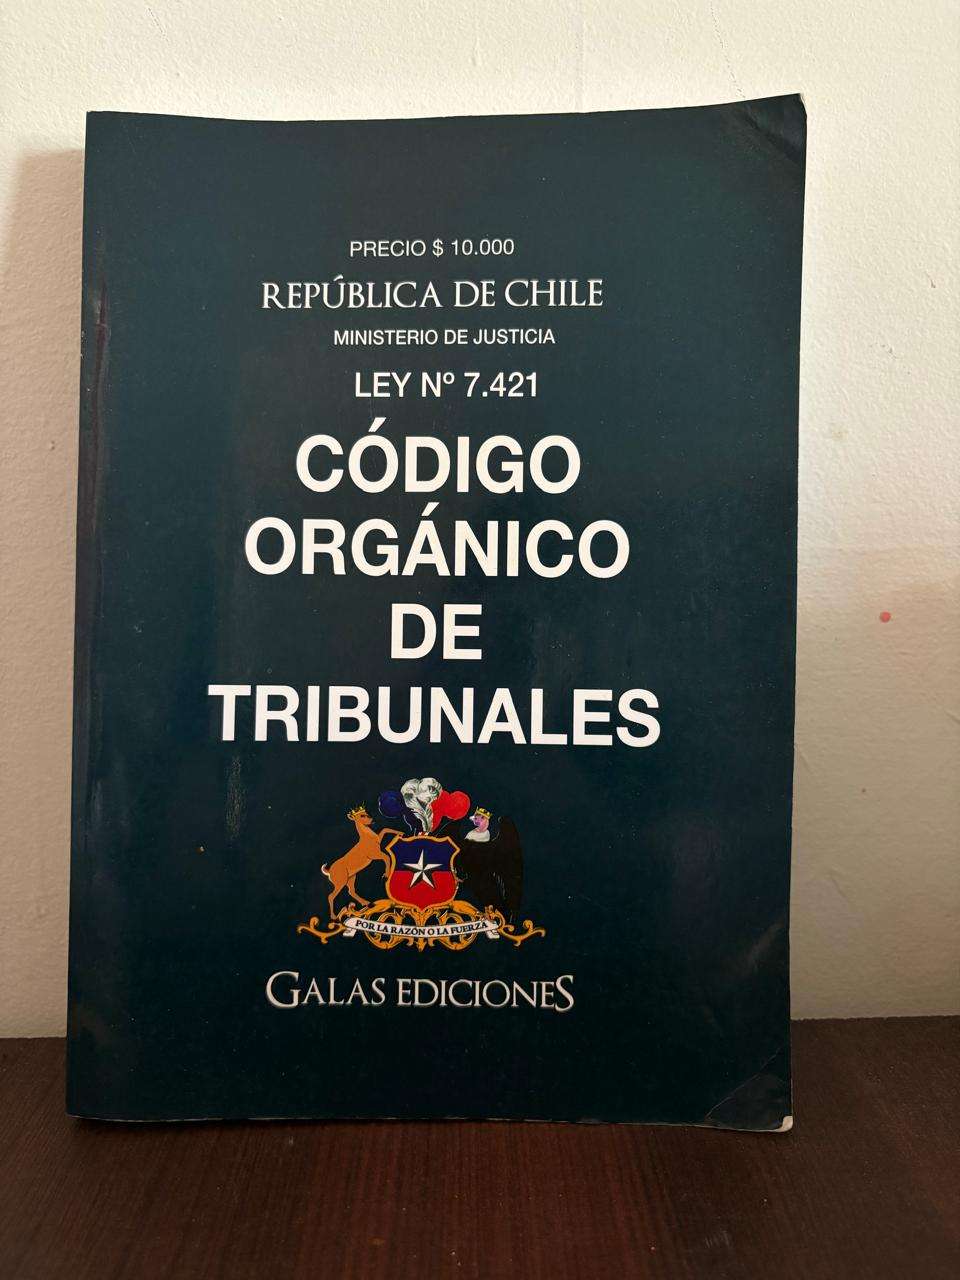 PRECIO $ 10.000
REPÚBLICA DE CHILE
MINISTERIO DE JUSTICIA
LEY Nº 7.421
CÓDIGO
ORGÁNICO
DE
TRIBUNALES
POR LA RAZÓN O LA FUERZA
GALAS EDICIONES